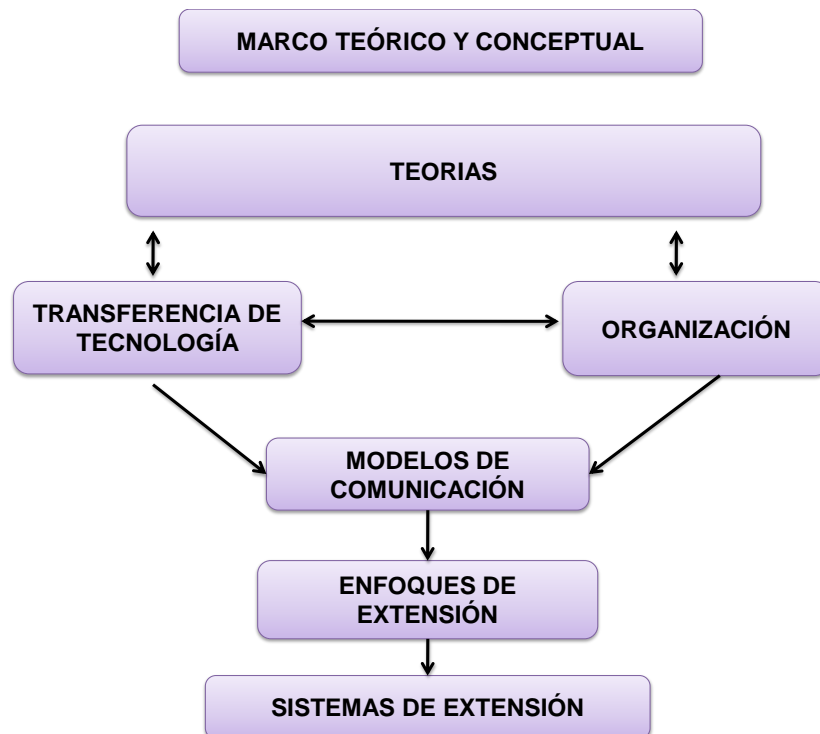 MARCO TEÓRICO Y CONCEPTUAL
TEORIAS
TRANSFERENCIA DE
TECNOLOGÍA
ORGANIZACIÓN
MODELOS DE
COMUNICACIÓN
ENFOQUES DE
EXTENSIÓN
SISTEMAS DE EXTENSIÓN